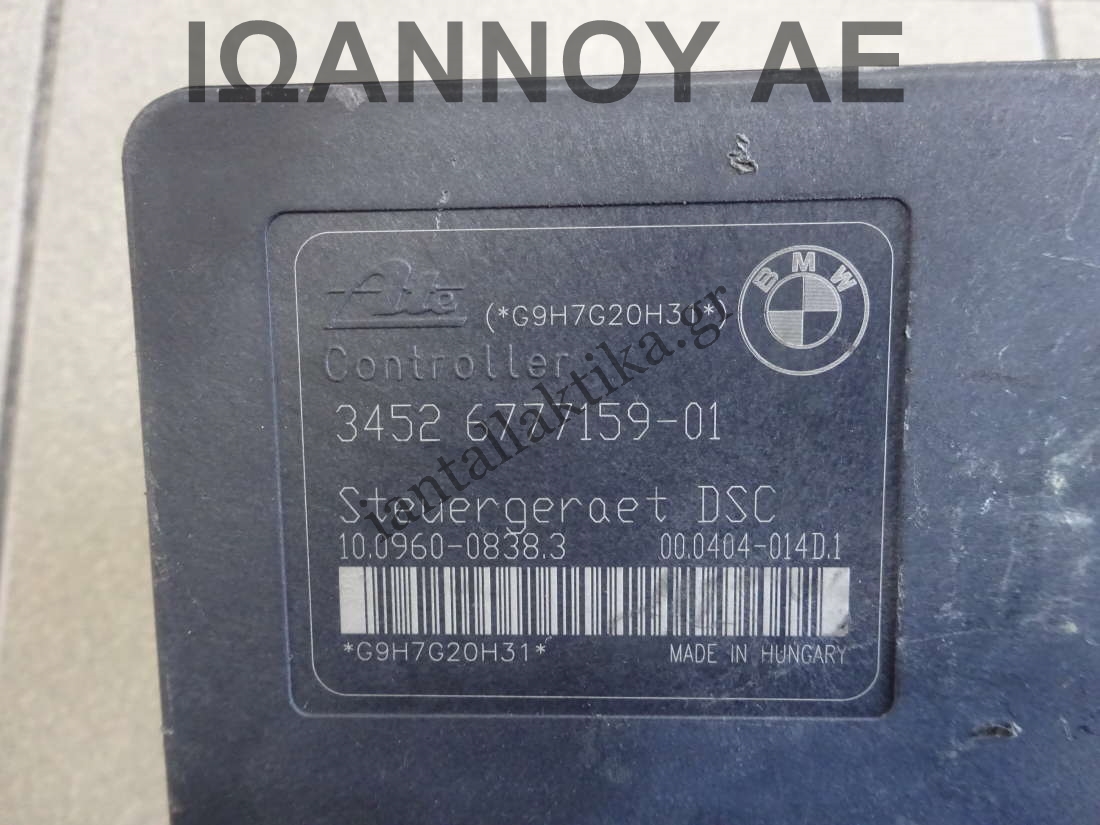 ΙΩΑΝΝΟΥ ΑΕ
BMW
Ate (*G9H7G20H31*)
Controller
3452 6777159-01
Steuergeraet DSC
10.0960-0838.3 00.0404-014D.1
*G9H7G20H31* MADE IN HUNGARY
iantallaktika.gr